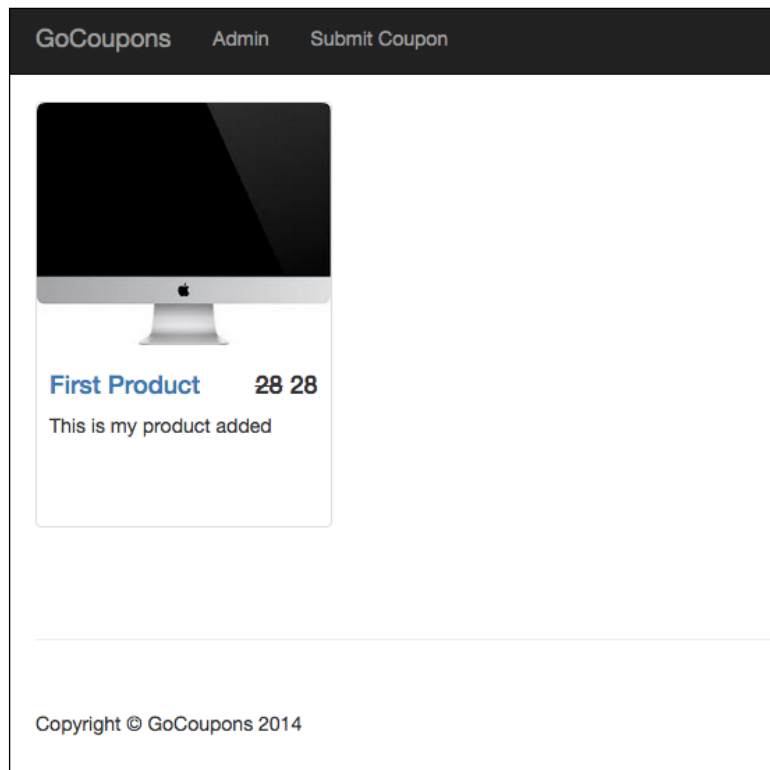 GoCoupons Admin Submit Coupon
First Product 28 28
This is my product added
Copyright © GoCoupons 2014